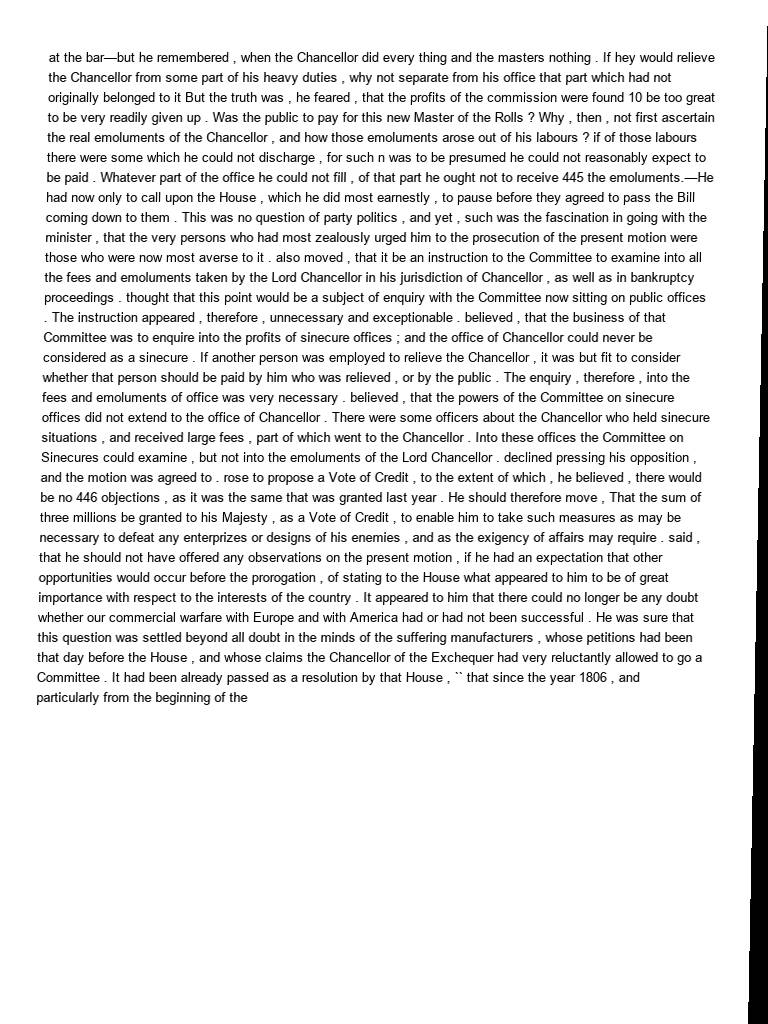 at the bar—but he remembered , when the Chancellor did every thing and the masters nothing . If hey would relieve
the Chancellor from some part of his heavy duties , why not separate from his office that part which had not
originally belonged to it But the truth was , he feared , that the profits of the commission were found 10 be too great
to be very readily given up . Was the public to pay for this new Master of the Rolls ? Why , then , not first ascertain
the real emoluments of the Chancellor , and how those emoluments arose out of his labours ? if of those labours
there were some which he could not discharge , for such n was to be presumed he could not reasonably expect to
be paid . Whatever part of the office he could not fill , of that part he ought not to receive 445 the emoluments.—He
had now only to call upon the House , which he did most earnestly , to pause before they agreed to pass the Bill
coming down to them . This was no question of party politics , and yet , such was the fascination in going with the
minister , that the very persons who had most zealously urged him to the prosecution of the present motion were
those who were now most averse to it . also moved , that it be an instruction to the Committee to examine into all
the fees and emoluments taken by the Lord Chancellor in his jurisdiction of Chancellor , as well as in bankruptcy
proceedings . thought that this point would be a subject of enquiry with the Committee now sitting on public offices
. The instruction appeared , therefore , unnecessary and exceptionable . believed , that the business of that
Committee was to enquire into the profits of sinecure offices ; and the office of Chancellor could never be
considered as a sinecure . If another person was employed to relieve the Chancellor , it was but fit to consider
whether that person should be paid by him who was relieved , or by the public . The enquiry , therefore , into the
fees and emoluments of office was very necessary . believed , that the powers of the Committee on sinecure
offices did not extend to the office of Chancellor . There were some officers about the Chancellor who held sinecure
situations , and received large fees , part of which went to the Chancellor . Into these offices the Committee on
Sinecures could examine , but not into the emoluments of the Lord Chancellor . declined pressing his opposition ,
and the motion was agreed to . rose to propose a Vote of Credit , to the extent of which , he believed , there would
be no 446 objections , as it was the same that was granted last year . He should therefore move , That the sum of
three millions be granted to his Majesty , as a Vote of Credit , to enable him to take such measures as may be
necessary to defeat any enterprizes or designs of his enemies , and as the exigency of affairs may require . said ,
that he should not have offered any observations on the present motion , if he had an expectation that other
opportunities would occur before the prorogation , of stating to the House what appeared to him to be of great
importance with respect to the interests of the country . It appeared to him that there could no longer be any doubt
whether our commercial warfare with Europe and with America had or had not been successful . He was sure that
this question was settled beyond all doubt in the minds of the suffering manufacturers , whose petitions had been
that day before the House , and whose claims the Chancellor of the Exchequer had very reluctantly allowed to go a
Committee . It had been already passed as a resolution by that House , `` that since the year 1806 , and
particularly from the beginning of the